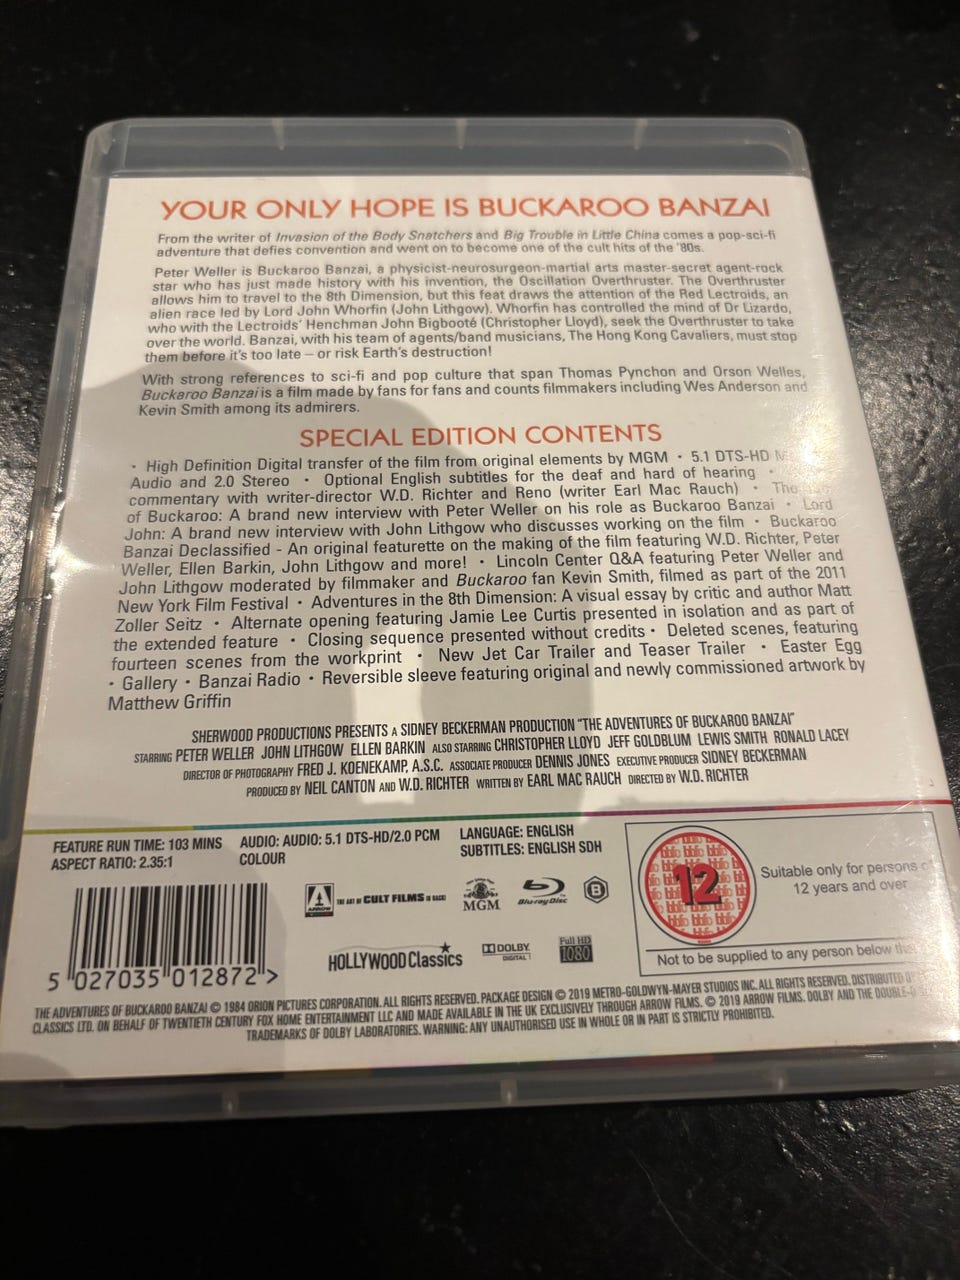 YOUR ONLY HOPE IS BUCKAROO BANZAI
From the writer of Invasion of the Body Snatchers and Big Trouble in Little China comes a pop-sci-fi
adventure that defies convention and went on to become one of the cult hits of the '80s.
Peter Weller is Buckaroo Banzai, a physicist-neurosurgeon-martial arts master-secret agent-rock
star who has just made history with his invention, the Oscillation Overthruster. The Overthruster
allows him to travel to the 8th Dimension, but this feat draws the attention of the Red Lectroids, an
alien race led by Lord John Whorfin (John Lithgow). Whorfin has controlled the mind of Dr Lizardo,
who with the Lectroids' Henchman John Bigbooté (Christopher Lloyd), seek the Overthruster to take
over the world. Banzai, with his team of agents/band musicians, The Hong Kong Cavaliers, must stop
them before it's too late – or risk Earth's destruction!
With strong references to sci-fi and pop culture that span Thomas Pynchon and Orson Welles,
Buckaroo Banzai is a film made by fans for fans and counts filmmakers including Wes Anderson and
Kevin Smith among its admirers.
SPECIAL EDITION CONTENTS
• High Definition Digital transfer of the film from original elements by MGM • 5.1 DTS-HD
Audio and 2.0 Stereo • Optional English subtitles for the deaf and hard of hearing •
commentary with writer-director W.D. Richter and Reno (writer Earl Mac Rauch) • The
of Buckaroo: A brand new interview with Peter Weller on his role as Buckaroo Banzai • Lord
John: A brand new interview with John Lithgow who discusses working on the film • Buckaroo
Banzai Declassified - An original featurette on the making of the film featuring W.D. Richter, Peter
Weller, Ellen Barkin, John Lithgow and more! • Lincoln Center Q&A featuring Peter Weller and
John Lithgow moderated by filmmaker and Buckaroo fan Kevin Smith, filmed as part of the 2011
New York Film Festival • Adventures in the 8th Dimension: A visual essay by critic and author Matt
Zoller Seitz • Alternate opening featuring Jamie Lee Curtis presented in isolation and as part of
the extended feature • Closing sequence presented without credits • Deleted scenes, featuring
fourteen scenes from the workprint • New Jet Car Trailer and Teaser Trailer • Easter Egg
• Gallery • Banzai Radio • Reversible sleeve featuring original and newly commissioned artwork by
Matthew Griffin
SHERWOOD PRODUCTIONS PRESENTS A SIDNEY BECKERMAN PRODUCTION "THE ADVENTURES OF BUCKAROO BANZAI"
STARRING PETER WELLER JOHN LITHGOW ELLEN BARKIN ALSO STARRING CHRISTOPHER LLOYD JEFF GOLDBLUM LEWIS SMITH RONALD LACEY
DIRECTOR OF PHOTOGRAPHY FRED J. KOENEKAMP, A.S.C. ASSOCIATE PRODUCER DENNIS JONES EXECUTIVE PRODUCER SIDNEY BECKERMAN
PRODUCED BY NEIL CANTON AND W.D. RICHTER WRITTEN BY EARL MAC RAUCH DIRECTED BY W.D. RICHTER
FEATURE RUN TIME: 103 MINS
ASPECT RATIO: 2.35:1
AUDIO: AUDIO: 5.1 DTS-HD/2.0 PCM
COLOUR
LANGUAGE: ENGLISH
SUBTITLES: ENGLISH SDH
12
Suitable only for persons
12 years and over
Not to be supplied to any person below
ARROW
THE ART OF CULT FILMS IS BACK!
MGM
Blu-ray Disc
B
HOLLYWOOD Classics
DOLBY
DIGITAL
Full HD
1080
5 027035 012872 >
THE ADVENTURES OF BUCKAROO BANZAI © 1984 ORION PICTURES CORPORATION. ALL RIGHTS RESERVED. PACKAGE DESIGN © 2019 METRO-GOLDWYN-MAYER STUDIOS INC. ALL RIGHTS RESERVED. DISTRIBUTED
CLASSICS LTD. ON BEHALF OF TWENTIETH CENTURY FOX HOME ENTERTAINMENT LLC AND MADE AVAILABLE IN THE UK EXCLUSIVELY THROUGH ARROW FILMS. © 2019 ARROW FILMS. DOLBY AND THE DOUBLE-D
TRADEMARKS OF DOLBY LABORATORIES. WARNING: ANY UNAUTHORISED USE IN WHOLE OR IN PART IS STRICTLY PROHIBITED.